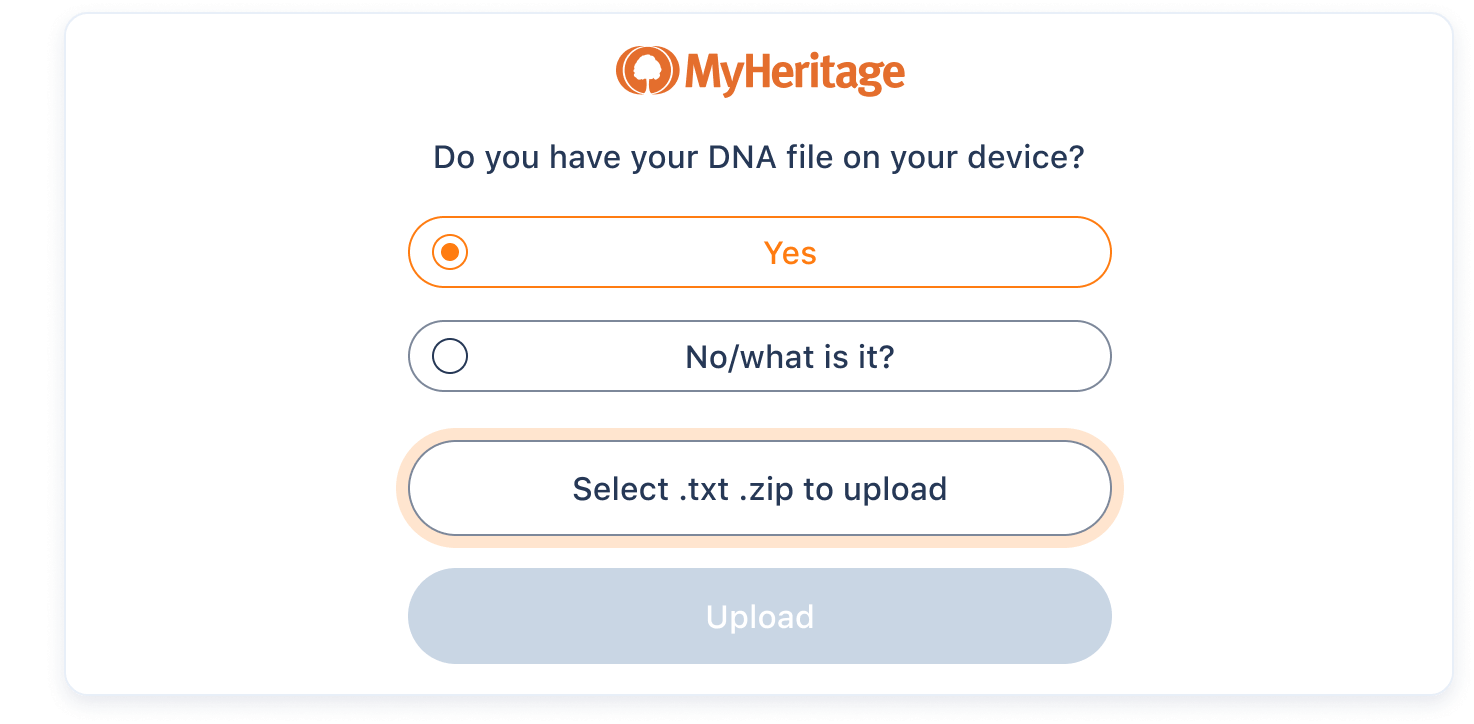 MyHeritage
Do you have your DNA file on your device?
Yes
No/what is it?
Select .txt .zip to upload
Upload